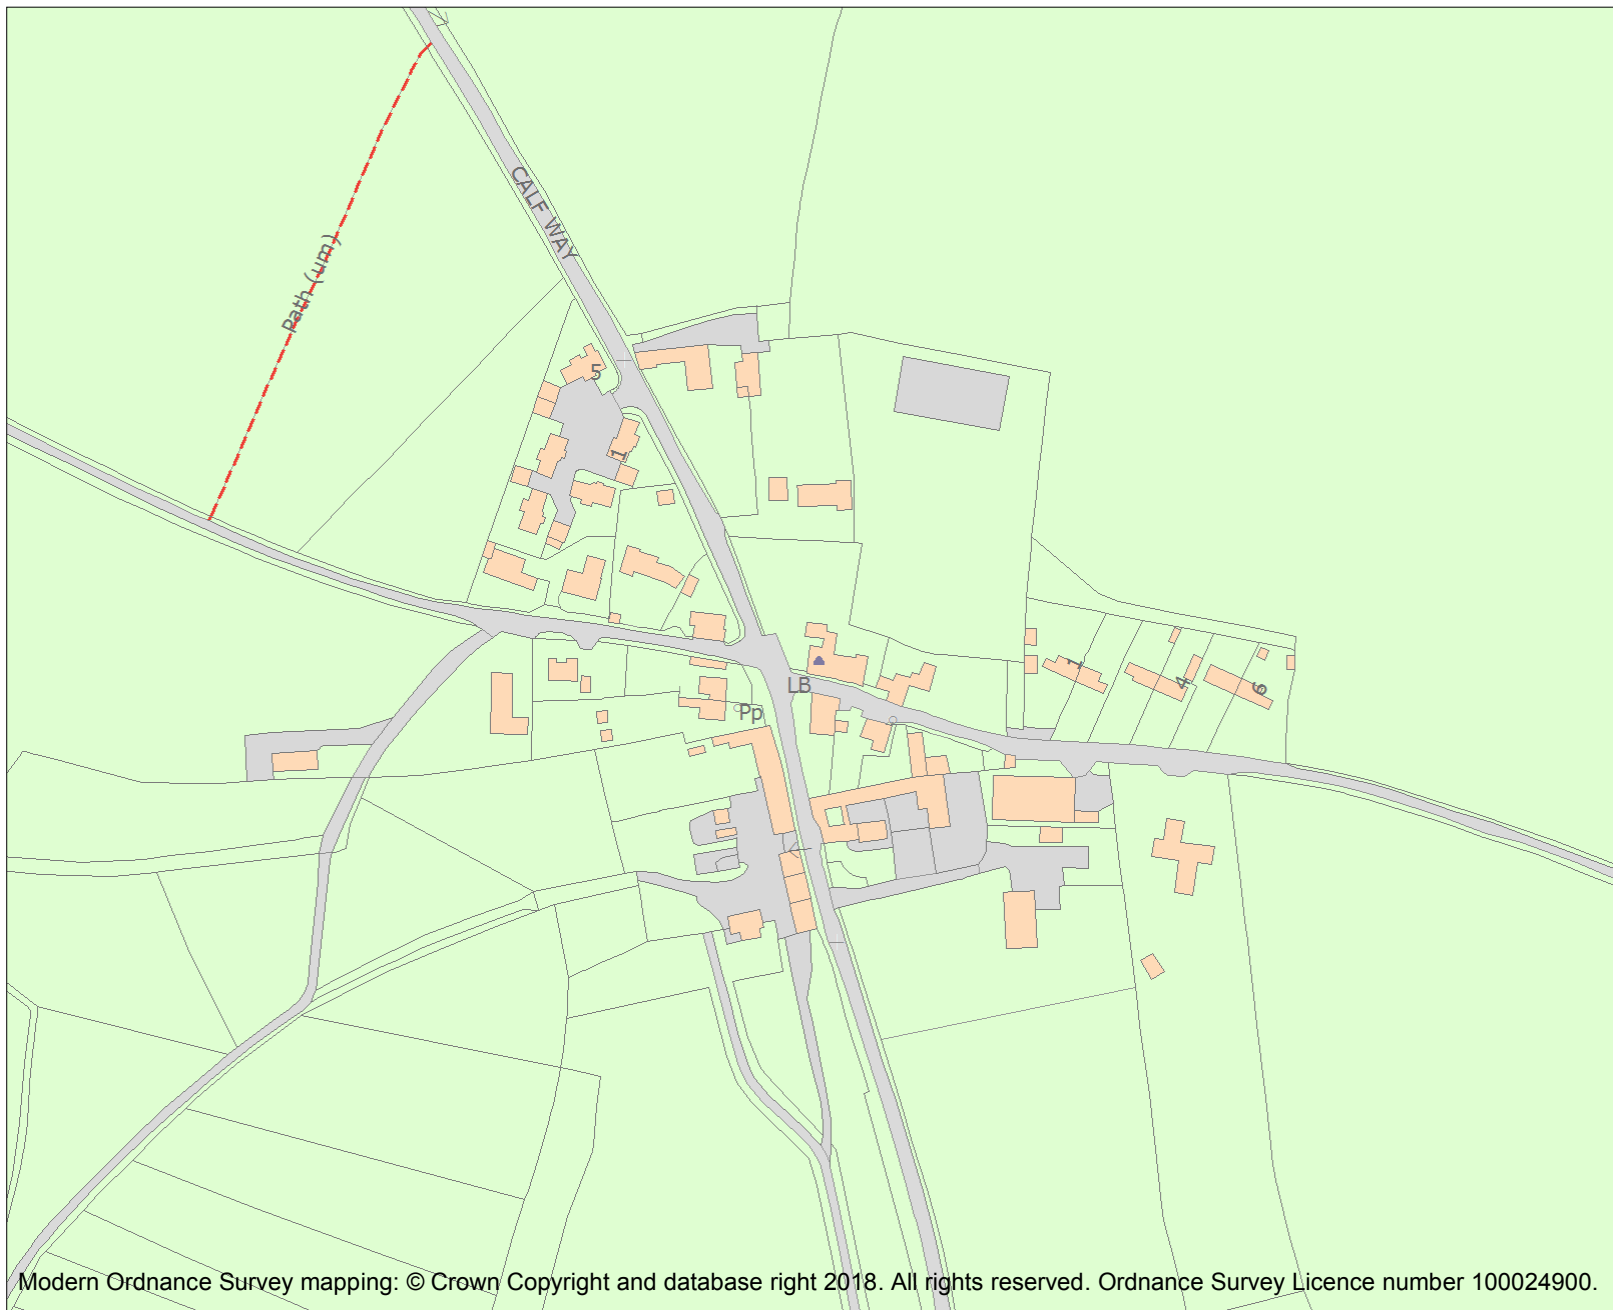 CALF WAY
Path (um)
5
1
1
4
6
LB
Pp
Modern Ordnance Survey mapping: © Crown Copyright and database right 2018. All rights reserved. Ordnance Survey Licence number 100024900.